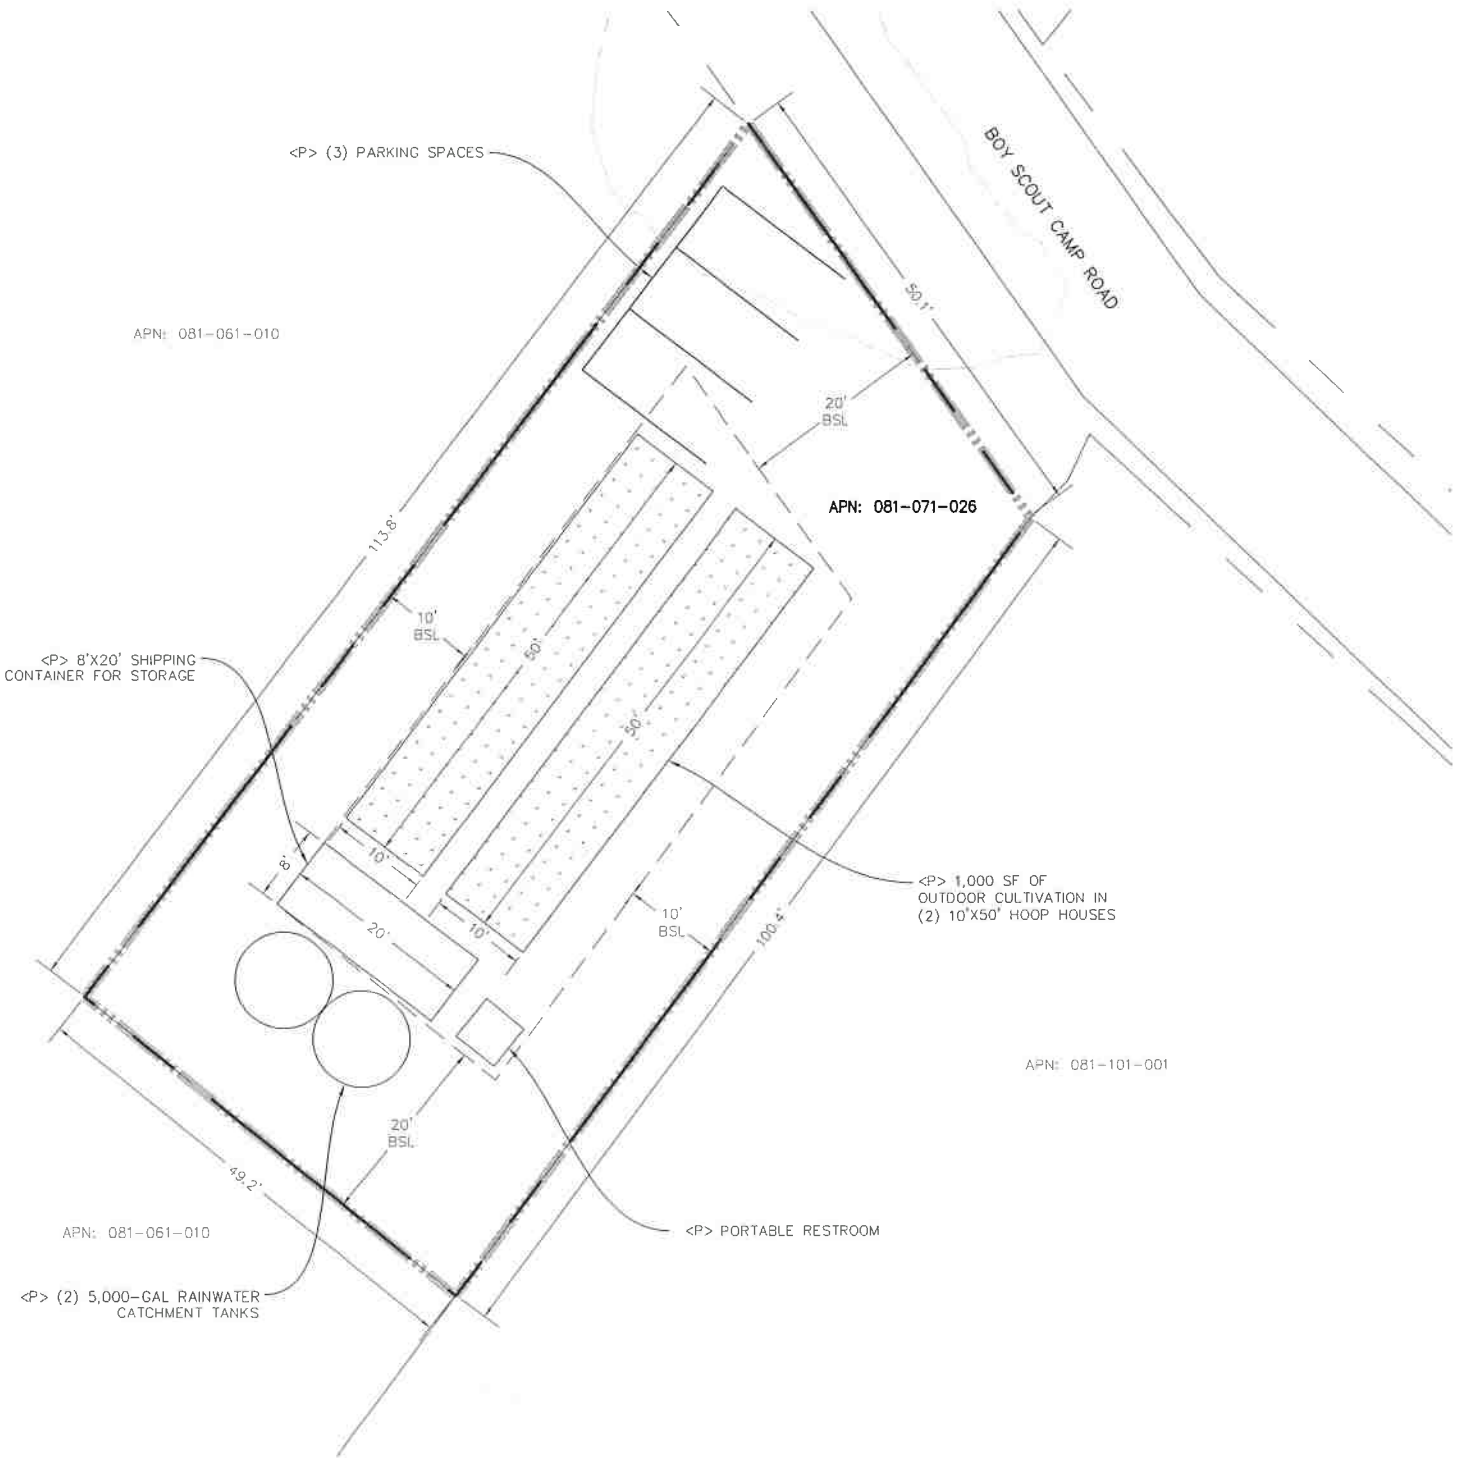 <P> (3) PARKING SPACES
BOY SCOUT CAMP ROAD
50.1'
APN: 081-061-010
20'
BSL
APN: 081-071-026
113.8'
10'
BSL
50'
<P> 8'X20' SHIPPING
CONTAINER FOR STORAGE
50'
8'
10'
<P> 1,000 SF OF
OUTDOOR CULTIVATION IN
(2) 10'X50' HOOP HOUSES
10'
BSL
100.4'
20'
10'
APN: 081-101-001
20'
BSL
49.2'
APN: 081-061-010
<P> PORTABLE RESTROOM
<P> (2) 5,000-GAL RAINWATER
CATCHMENT TANKS